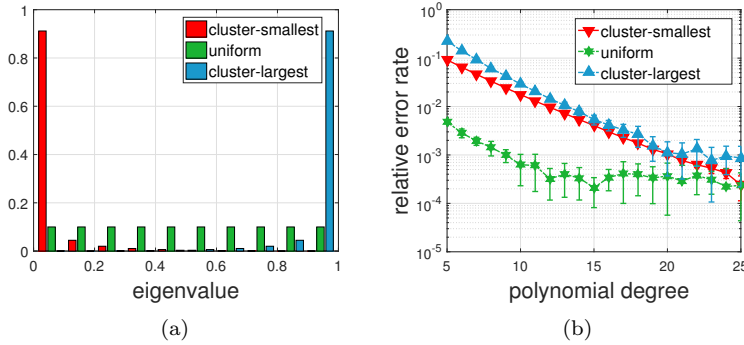 1
0.8
0.6
0.4
0.2
0
0 0.2 0.4 0.6 0.8 1
cluster-smallest
uniform
cluster-largest
eigenvalue
(a)
relative error rate
10^0
10^-1
10^-2
10^-3
10^-4
10^-5
5 10 15 20 25
cluster-smallest
uniform
cluster-largest
polynomial degree
(b)